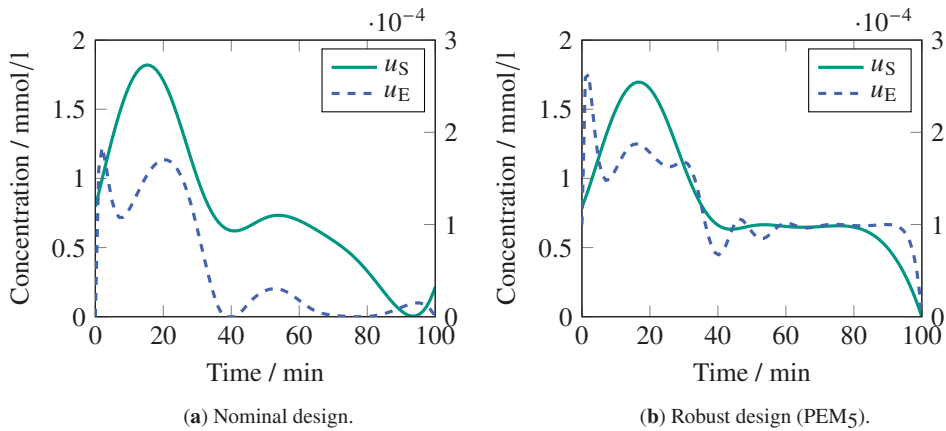 ·10⁻⁴
2
1.5
1
0.5
0
3
2
1
0
0 20 40 60 80 100
Concentration / mmol/l
Time / min
u_S
u_E
(a) Nominal design.
·10⁻⁴
2
1.5
1
0.5
0
3
2
1
0
0 20 40 60 80 100
Concentration / mmol/l
Time / min
u_S
u_E
(b) Robust design (PEM5).